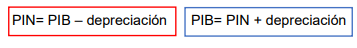 PIN= PIB – depreciación
PIB= PIN + depreciación